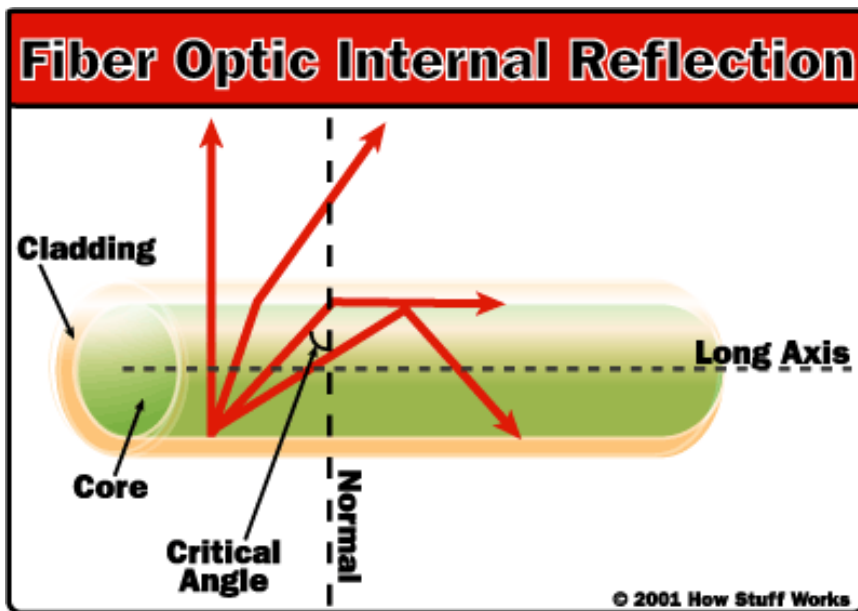 Fiber Optic Internal Reflection
Cladding
Long Axis
Core
Normal
Critical
Angle
© 2001 How Stuff Works